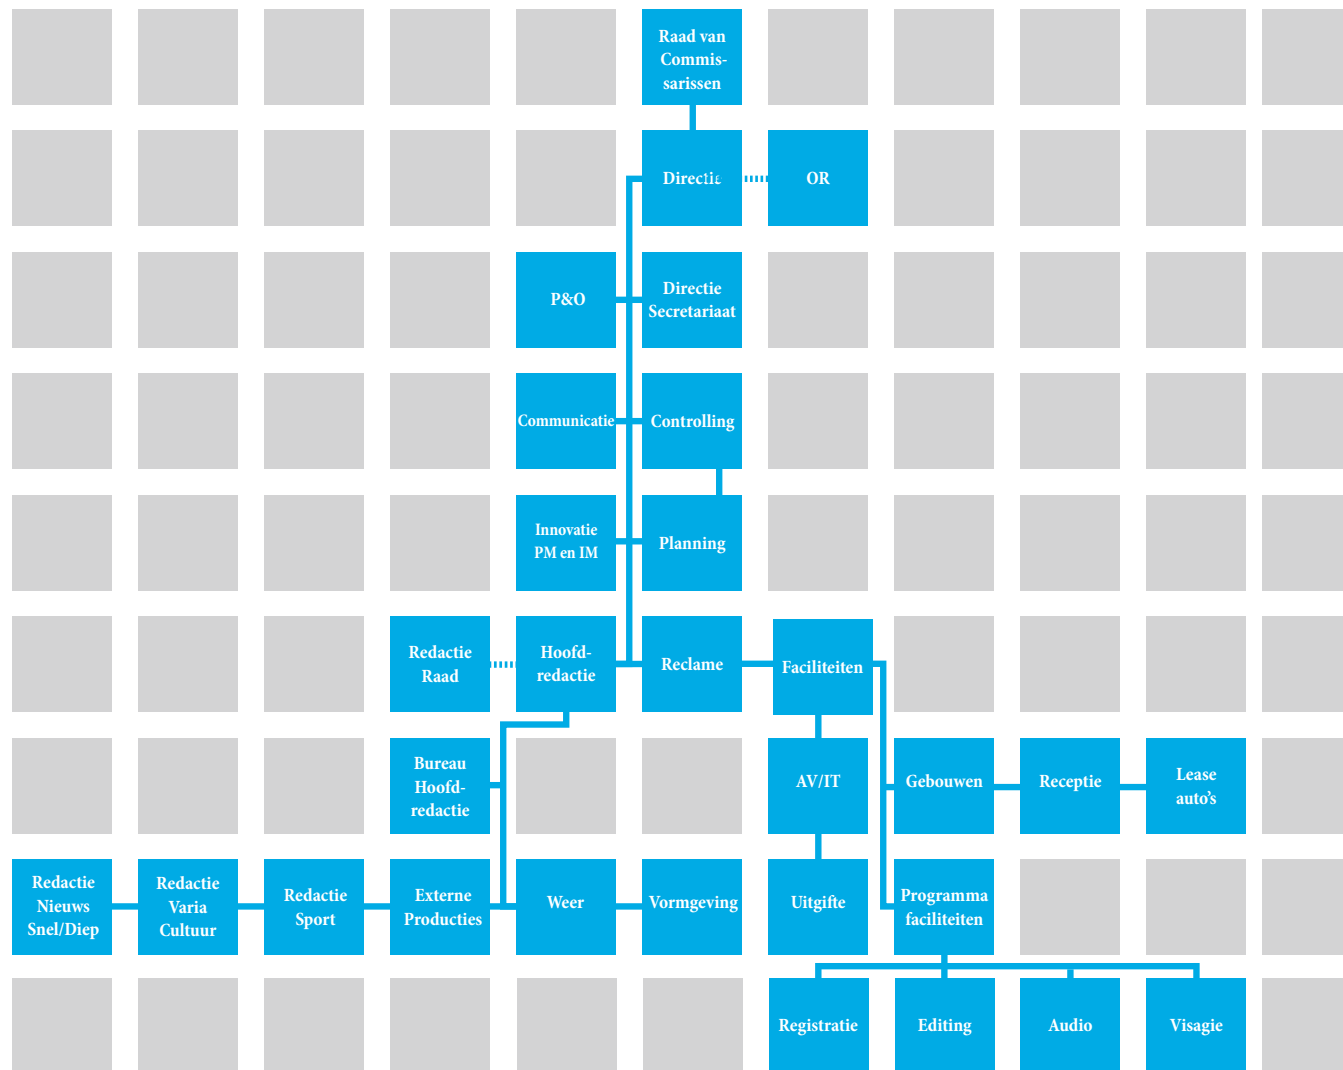 Raad van
Commis-
sarissen
Directie
OR
P&O
Directie
Secretariaat
Communicatie
Controlling
Innovatie
PM en IM
Planning
Redactie
Raad
Hoofd-
redactie
Reclame
Faciliteiten
Bureau
Hoofd-
redactie
AV/IT
Gebouwen
Receptie
Lease
auto's
Redactie
Nieuws
Snel/Diep
Redactie
Varia
Cultuur
Redactie
Sport
Externe
Producties
Weer
Vormgeving
Uitgifte
Programma
faciliteiten
Registratie
Editing
Audio
Visagie